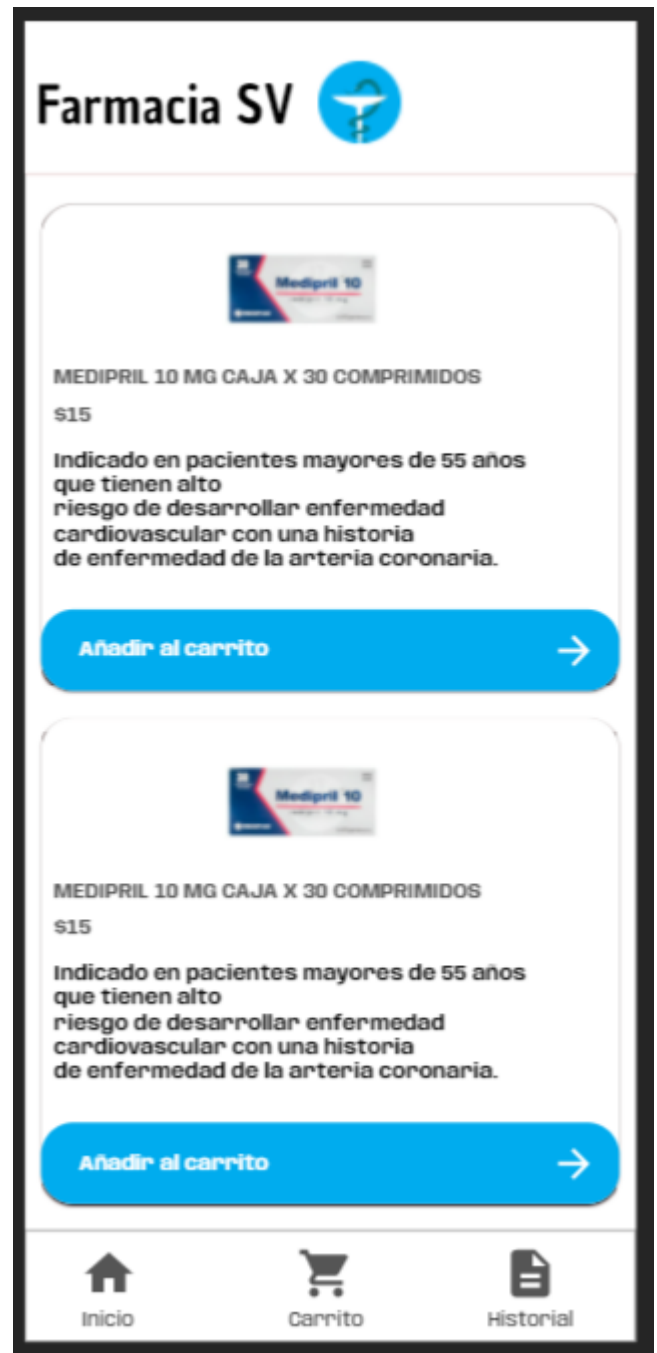 Farmacia SV
Medipril 10
MEDIPRIL 10 MG CAJA X 30 COMPRIMIDOS
$15
Indicado en pacientes mayores de 55 años
que tienen alto
riesgo de desarrollar enfermedad
cardiovascular con una historia
de enfermedad de la arteria coronaria.
Añadir al carrito
Medipril 10
MEDIPRIL 10 MG CAJA X 30 COMPRIMIDOS
$15
Indicado en pacientes mayores de 55 años
que tienen alto
riesgo de desarrollar enfermedad
cardiovascular con una historia
de enfermedad de la arteria coronaria.
Añadir al carrito
Inicio
Carrito
Historial